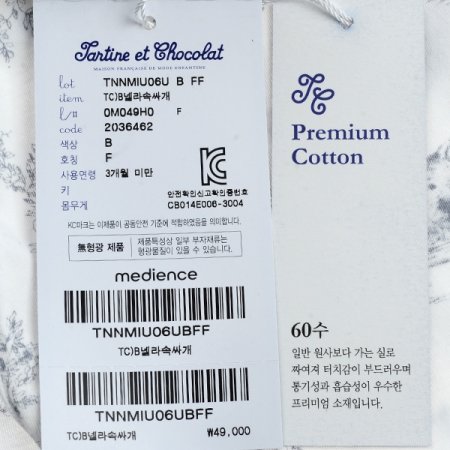 Tartine et Chocolat
MAISON FRANÇAISE DE MODE ENFANTINE
lot TNNMIU06U B FF
item TC)B넬라속싸개
l/# 0M049H0 F
code 2036462
색상 B
호칭 F
사용연령 3개월 미만
키
몸무게
안전확인신고확인증번호
CB014E006-3004
KC마크는 이제품이 공통안전 기준에 적합하였음을 의미합니다.
無형광 제품
제품특성상 일부 부자재류는
형광물질이 있을 수 있습니다.
medience
TNNMIU06UBFF
TC)B넬라속싸개
TNNMIU06UBFF
TC)B넬라속싸개 ₩49,000
TC
Premium
Cotton
60수
일반 원사보다 가는 실로
짜여져 터치감이 부드러우며
통기성과 흡습성이 우수한
프리미엄 소재입니다.